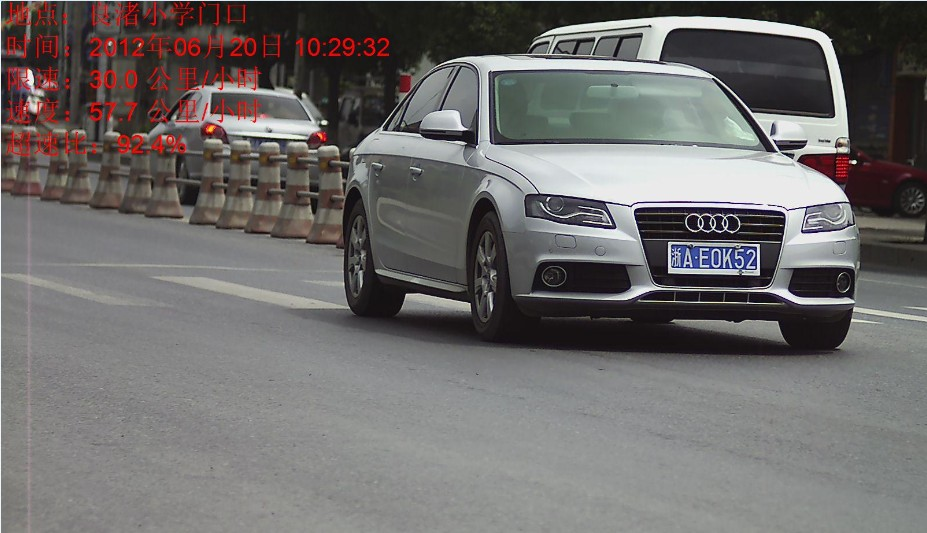 地点：良渚小学门口
时间：2012年06月20日 10:29:32
限速：30.0 公里/小时
速度：57.7 公里/小时
超速比：92.4%
浙A·E0K52